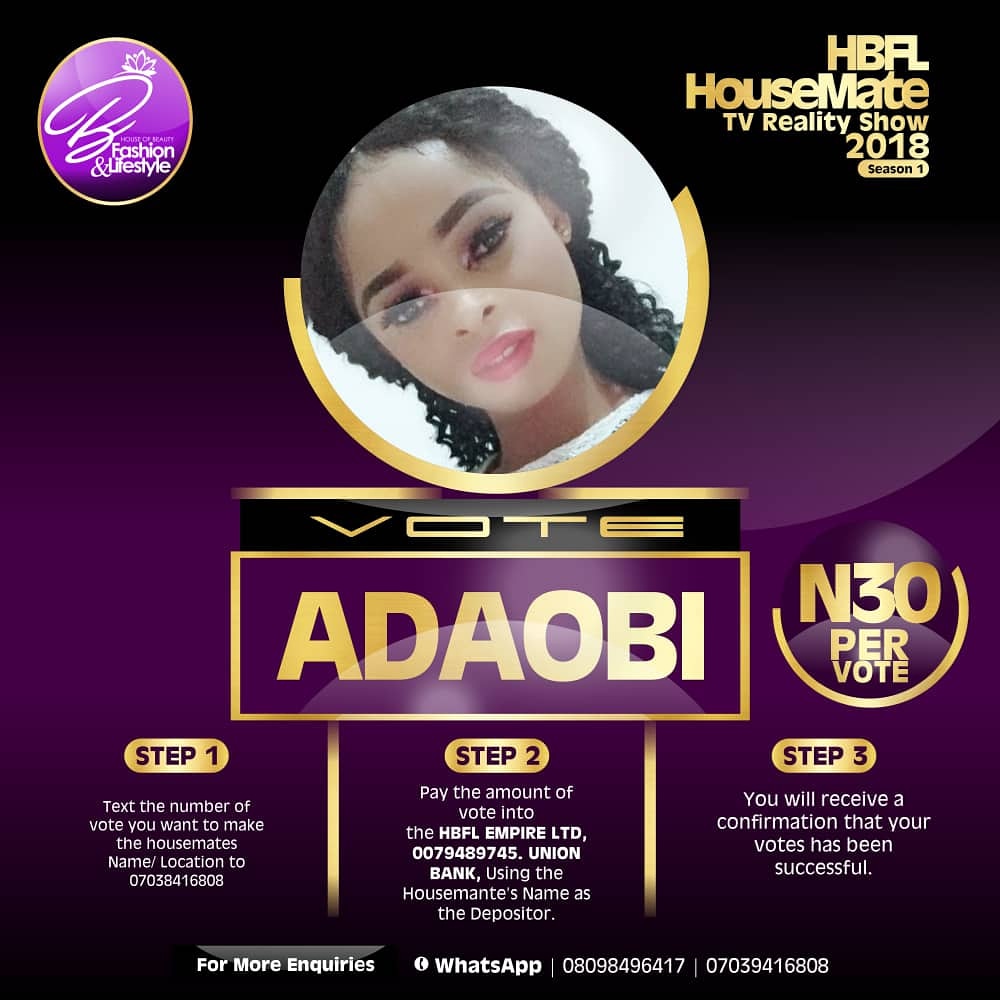 B
HOUSE OF BEAUTY
Fashion
&Lifestyle
HBFL
HouseMate
TV Reality Show
2018
Season 1
VOTE
ADAOBI
N30
PER
VOTE
STEP 1
Text the number of
vote you want to make
the housemates
Name/ Location to
07038416808
STEP 2
Pay the amount of
vote into
the HBFL EMPIRE LTD,
0079489745. UNION
BANK, Using the
Housemante's Name as
the Depositor.
STEP 3
You will receive a
confirmation that your
votes has been
successful.
For More Enquiries WhatsApp | 08098496417 | 07039416808